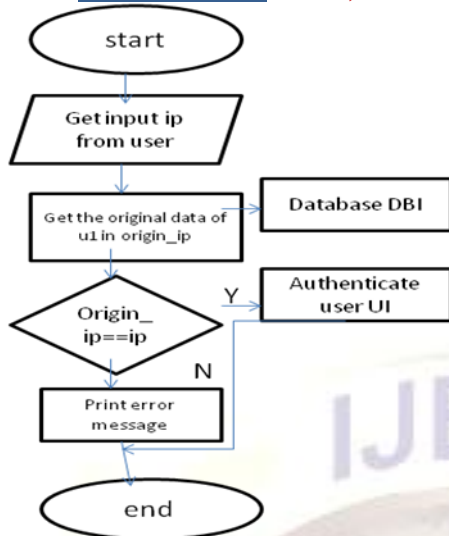 start
Get input ip
from user
Get the original data of
u1 in origin_ip
Database DBI
Origin_
ip==ip
Y
Authenticate
user UI
N
Print error
message
end